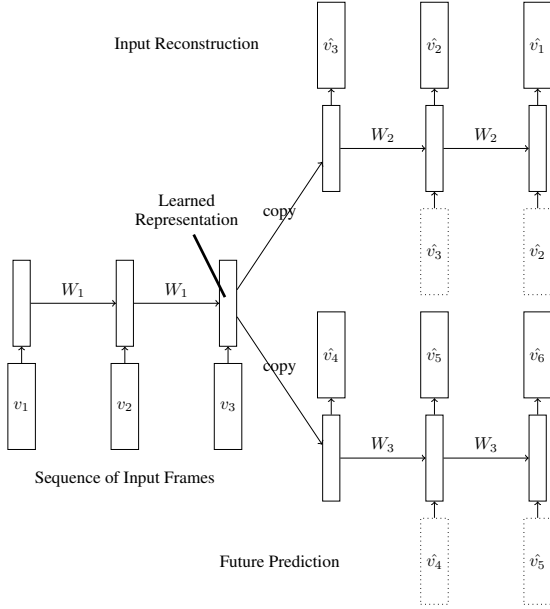 Input Reconstruction
v̂₃
v̂₂
v̂₁
W₂
W₂
v̂₃
v̂₂
Learned
Representation
copy
W₁
W₁
v₁
v₂
v₃
Sequence of Input Frames
copy
v̂₄
v̂₅
v̂₆
W₃
W₃
v̂₄
v̂₅
Future Prediction